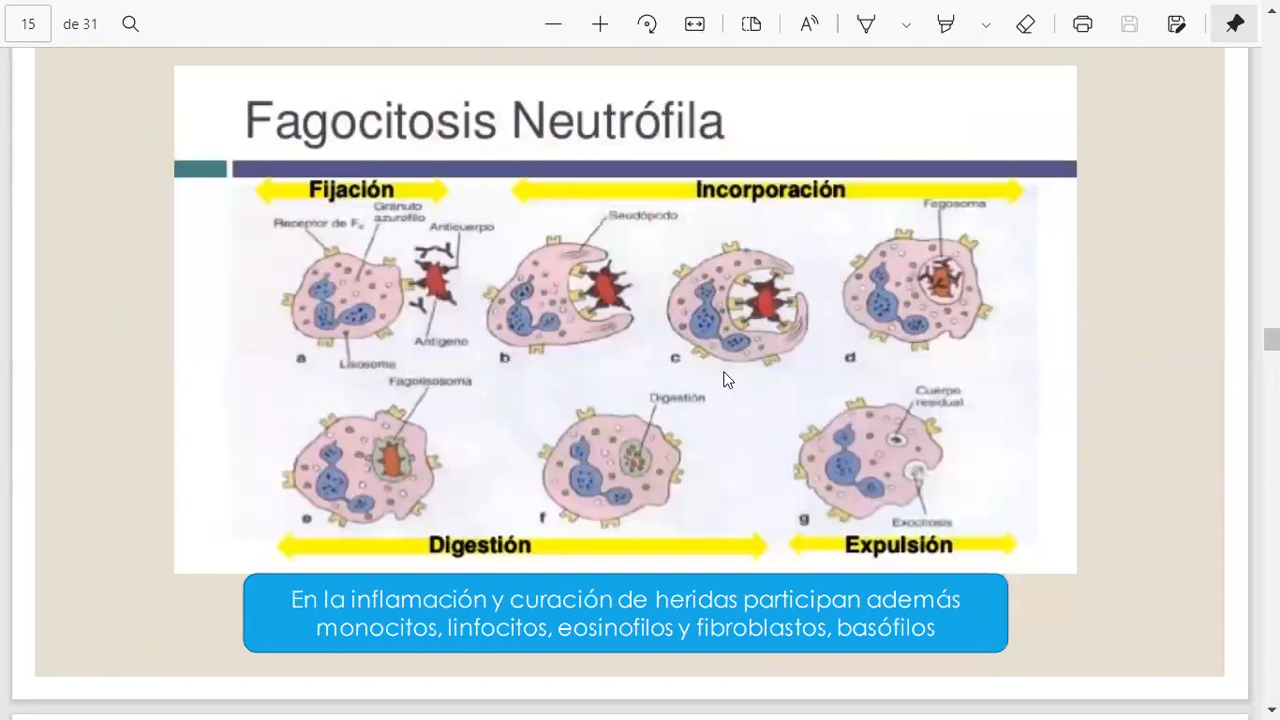 15 de 31
Fagocitosis Neutrófila
Fijación
Incorporación
Receptor de Fc
Gránulo
azurófilo
Anticuerpo
Seudópodo
Fagosoma
Antígeno
Lisosoma
a
b
c
d
Fagolisosoma
Digestión
Cuerpo
residual
Exocitosis
e
f
g
Digestión
Expulsión
En la inflamación y curación de heridas participan además
monocitos, linfocitos, eosinofilos y fibroblastos, basófilos